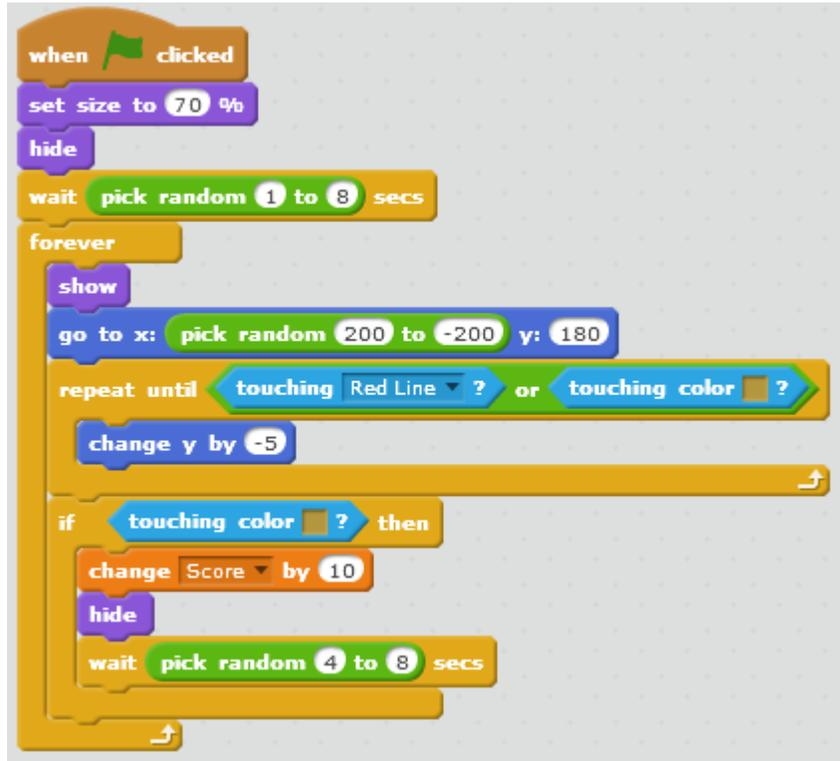 when clicked
set size to 70 %
hide
wait pick random 1 to 8 secs
forever
show
go to x: pick random 200 to -200 y: 180
repeat until touching Red Line ? or touching color ?
change y by -5
if touching color ? then
change Score by 10
hide
wait pick random 4 to 8 secs